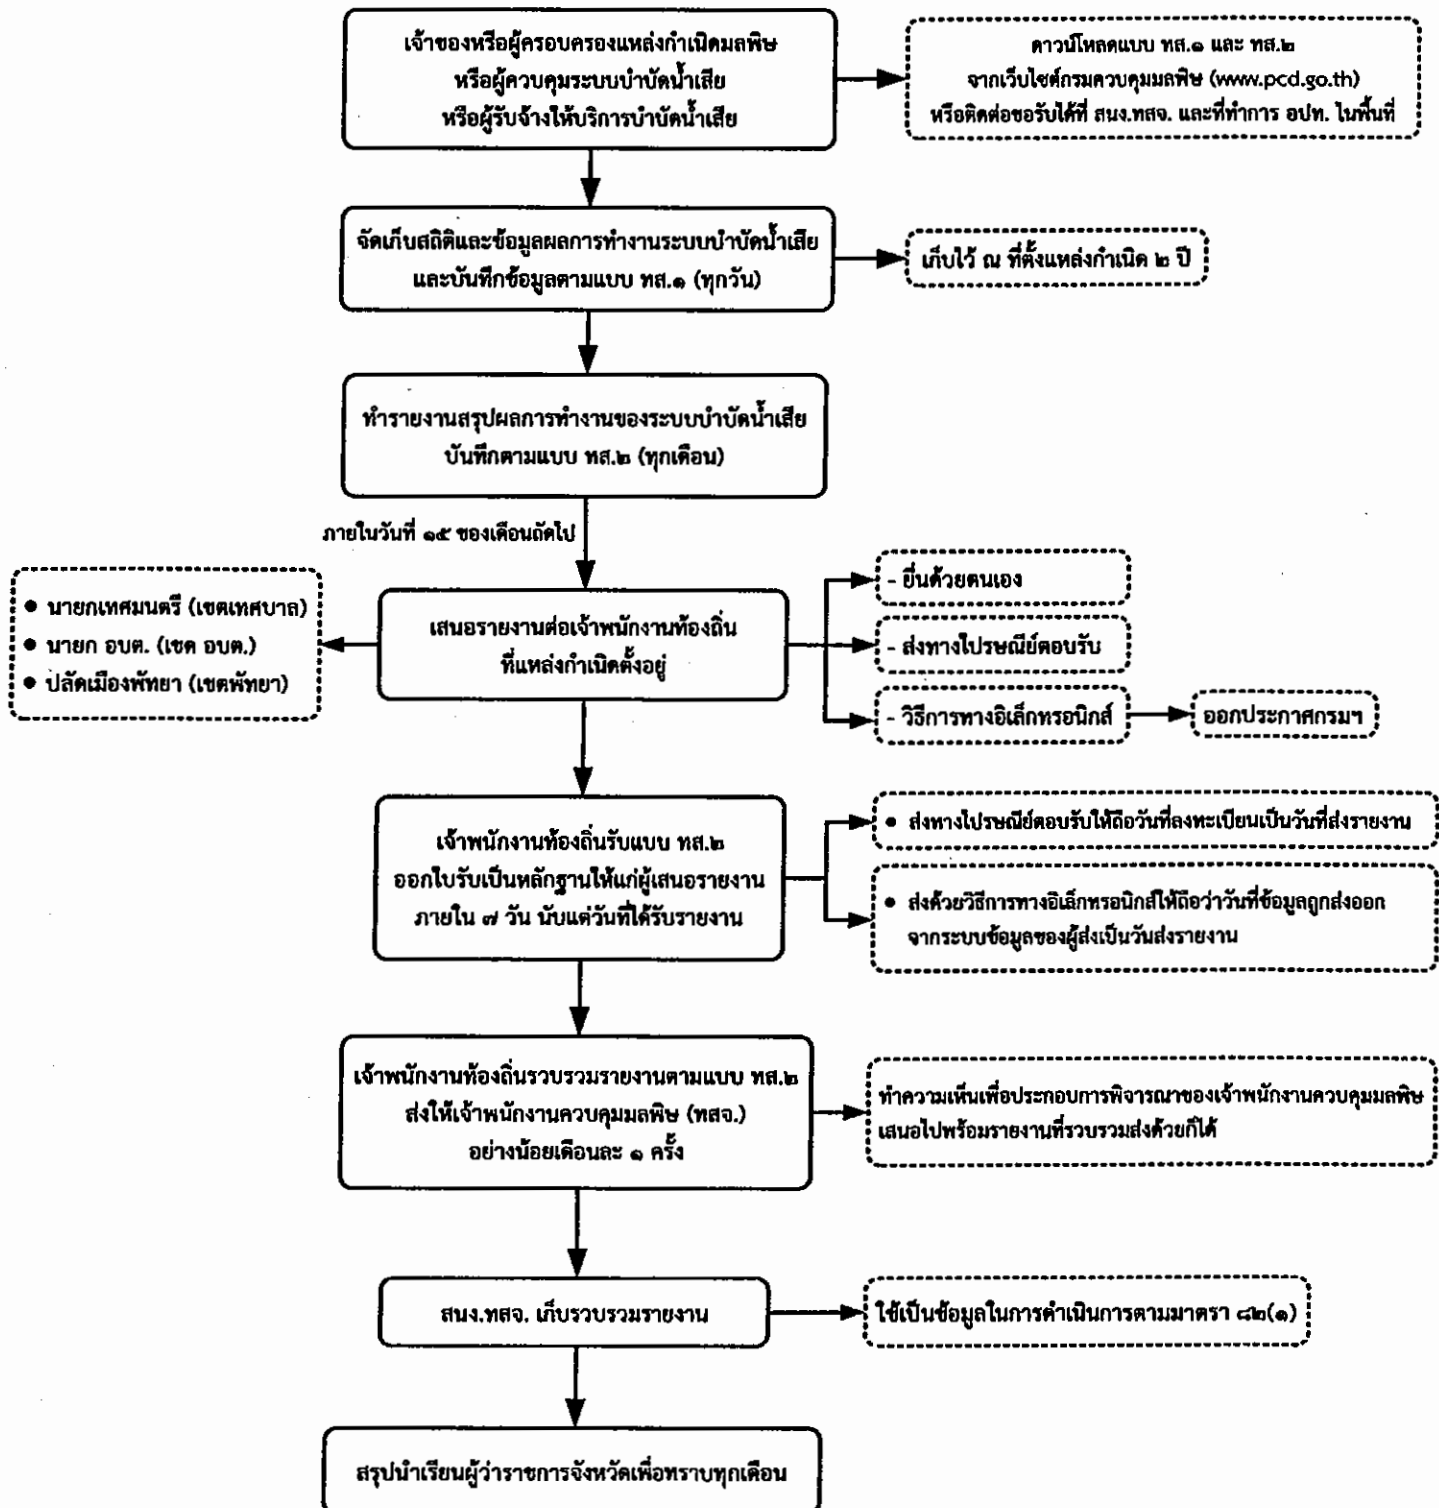 เจ้าของหรือผู้ครอบครองแหล่งกำเนิดมลพิษ
หรือผู้ควบคุมระบบบำบัดน้ำเสีย
หรือผู้รับจ้างให้บริการบำบัดน้ำเสีย
ดาวน์โหลดแบบ ทส.๑ และ ทส.๒
จากเว็บไซต์กรมควบคุมมลพิษ (www.pcd.go.th)
หรือติดต่อขอรับได้ที่ สนง.ทสจ. และที่ทำการ อปท. ในพื้นที่
จัดเก็บสถิติและข้อมูลผลการทำงานระบบบำบัดน้ำเสีย
และบันทึกข้อมูลตามแบบ ทส.๑ (ทุกวัน)
เก็บไว้ ณ ที่ตั้งแหล่งกำเนิด ๒ ปี
ทำรายงานสรุปผลการทำงานของระบบบำบัดน้ำเสีย
บันทึกตามแบบ ทส.๒ (ทุกเดือน)
ภายในวันที่ ๑๕ ของเดือนถัดไป
● นายกเทศมนตรี (เขตเทศบาล)
● นายก อบต. (เขต อบต.)
● ปลัดเมืองพัทยา (เขตพัทยา)
เสนอรายงานต่อเจ้าพนักงานท้องถิ่น
ที่แหล่งกำเนิดตั้งอยู่
- ยื่นด้วยตนเอง
- ส่งทางไปรษณีย์ตอบรับ
- วิธีการทางอิเล็กทรอนิกส์
ออกประกาศกรมฯ
เจ้าพนักงานท้องถิ่นรับแบบ ทส.๒
ออกใบรับเป็นหลักฐานให้แก่ผู้เสนอรายงาน
ภายใน ๗ วัน นับแต่วันที่ได้รับรายงาน
● ส่งทางไปรษณีย์ตอบรับให้ถือวันที่ลงทะเบียนเป็นวันที่ส่งรายงาน
● ส่งด้วยวิธีการทางอิเล็กทรอนิกส์ให้ถือว่าวันที่ข้อมูลถูกส่งออก
จากระบบข้อมูลของผู้ส่งเป็นวันส่งรายงาน
เจ้าพนักงานท้องถิ่นรวบรวมรายงานตามแบบ ทส.๒
ส่งให้เจ้าพนักงานควบคุมมลพิษ (ทสจ.)
อย่างน้อยเดือนละ ๑ ครั้ง
ทำความเห็นเพื่อประกอบการพิจารณาของเจ้าพนักงานควบคุมมลพิษ
เสนอไปพร้อมรายงานที่รวบรวมส่งด้วยก็ได้
สนง.ทสจ. เก็บรวบรวมรายงาน
ใช้เป็นข้อมูลในการดำเนินการตามมาตรา ๘๒(๑)
สรุปนำเรียนผู้ว่าราชการจังหวัดเพื่อทราบทุกเดือน